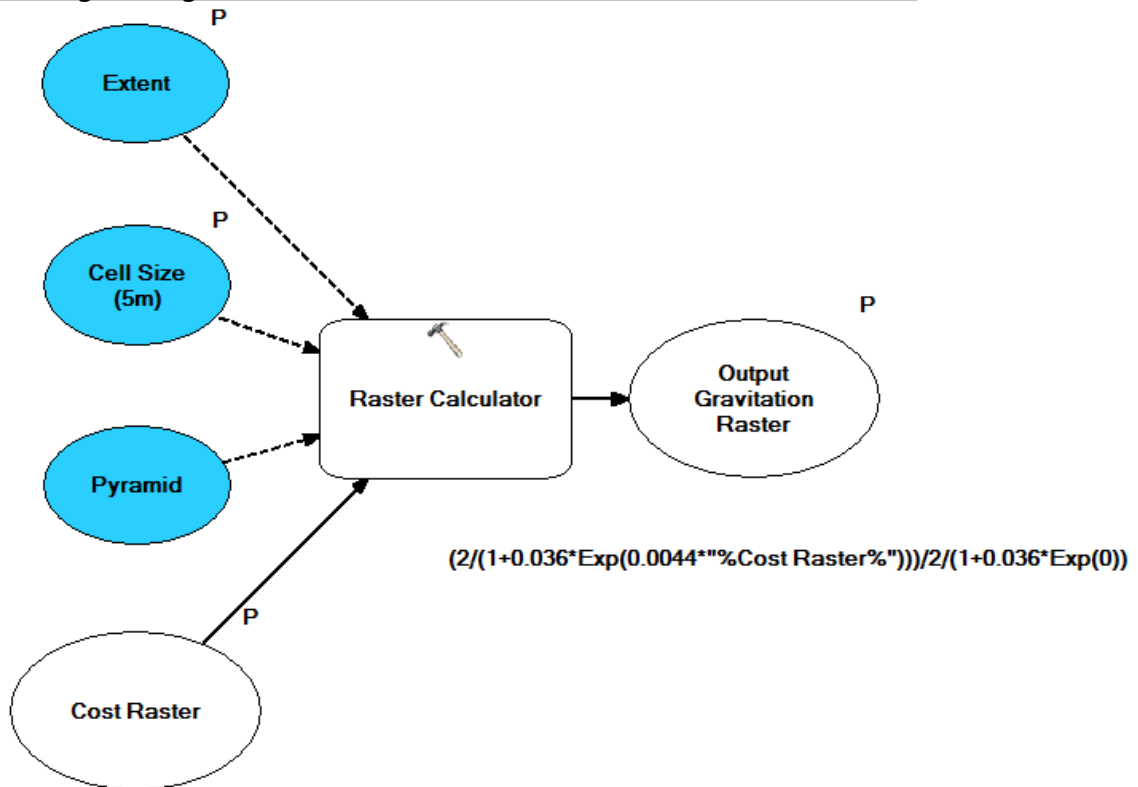 P
Extent
P
Cell Size
(5m)
P
Raster Calculator
Output
Gravitation
Raster
Pyramid
(2/(1+0.036*Exp(0.0044*"%Cost Raster%")))/2/(1+0.036*Exp(0))
P
Cost Raster